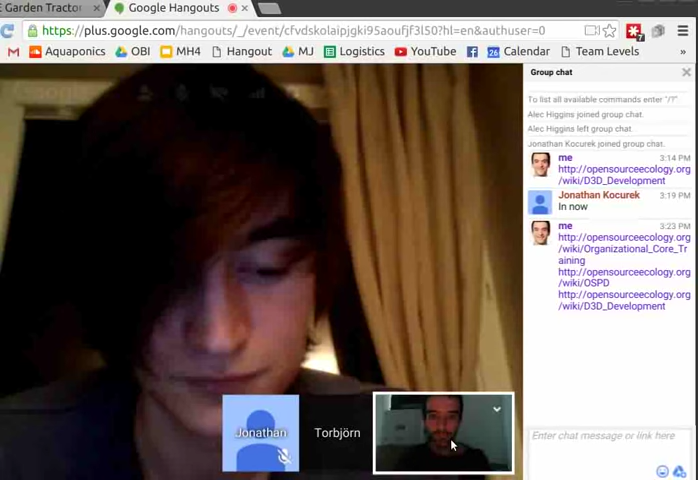 E Garden Tracto
Google Hangouts
https://plus.google.com/hangouts/_/event/cfvdskolaipjgki95aoufjf3l50?hl=en&authuser=0
Aquaponics OBI MH4 Hangout MJ Logistics YouTube 26 Calendar Team Levels »
Group chat
To list all available commands enter "/?"
Alec Higgins joined group chat.
Alec Higgins left group chat.
Jonathan Kocurek joined group chat.
me 3:14 PM
http://opensourceecology.org
/wiki/D3D_Development
Jonathan Kocurek 3:19 PM
In now
me 3:23 PM
http://opensourceecology.org
/wiki/Organizational_Core_Tr
aining
http://opensourceecology.org
/wiki/OSPD
http://opensourceecology.org
/wiki/D3D_Development
Jonathan
Torbjörn
Enter chat message or link here